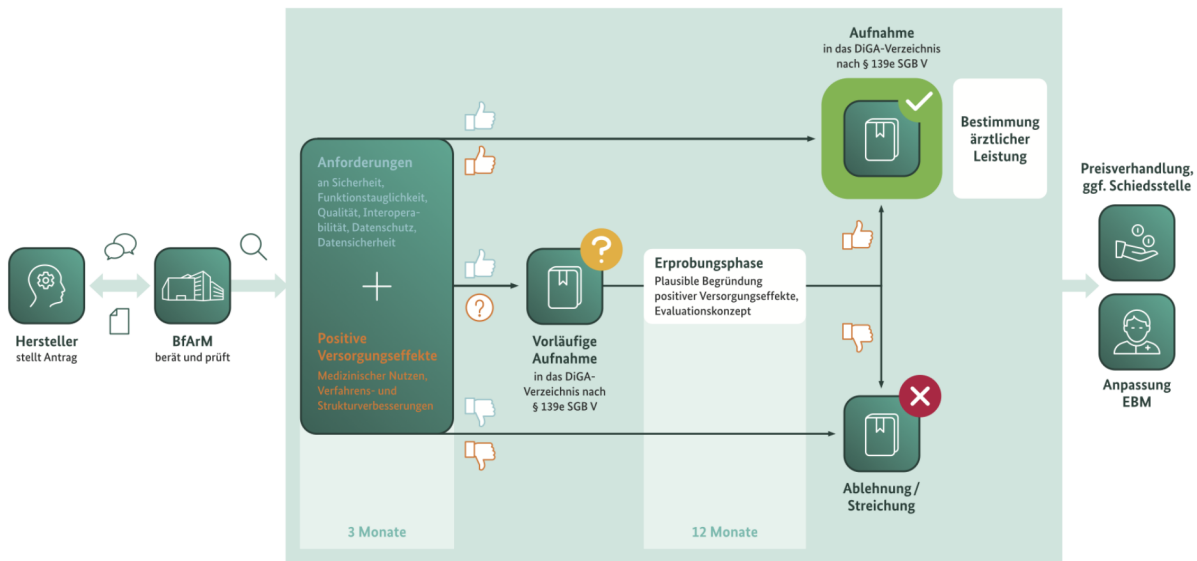 Hersteller
stellt Antrag
BfArM
berät und prüft
Anforderungen
an Sicherheit,
Funktionstauglichkeit,
Qualität, Interopera-
bilität, Datenschutz,
Datensicherheit
+
Positive
Versorgungseffekte
Medizinischer Nutzen,
Verfahrens- und
Strukturverbesserungen
3 Monate
?
?
Vorläufige
Aufnahme
in das DiGA-
Verzeichnis nach
§ 139e SGB V
Erprobungsphase
Plausible Begründung
positiver Versorgungseffekte,
Evaluationskonzept
12 Monate
Aufnahme
in das DiGA-Verzeichnis
nach § 139e SGB V
Bestimmung
ärztlicher
Leistung
Ablehnung /
Streichung
Preisverhandlung,
ggf. Schiedsstelle
Anpassung
EBM